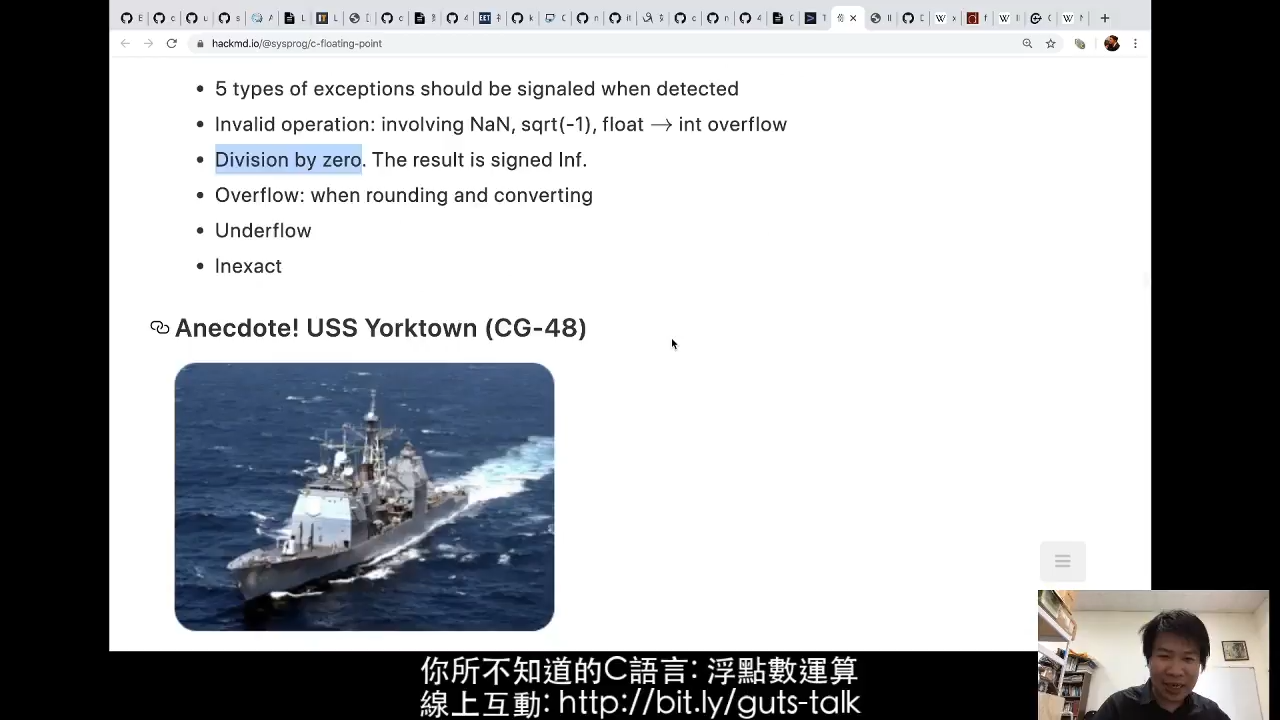 hackmd.io/@sysprog/c-floating-point
5 types of exceptions should be signaled when detected
Invalid operation: involving NaN, sqrt(-1), float → int overflow
Division by zero. The result is signed Inf.
Overflow: when rounding and converting
Underflow
Inexact
Anecdote! USS Yorktown (CG-48)
你所不知道的C語言: 浮點數運算
線上互動: http://bit.ly/guts-talk